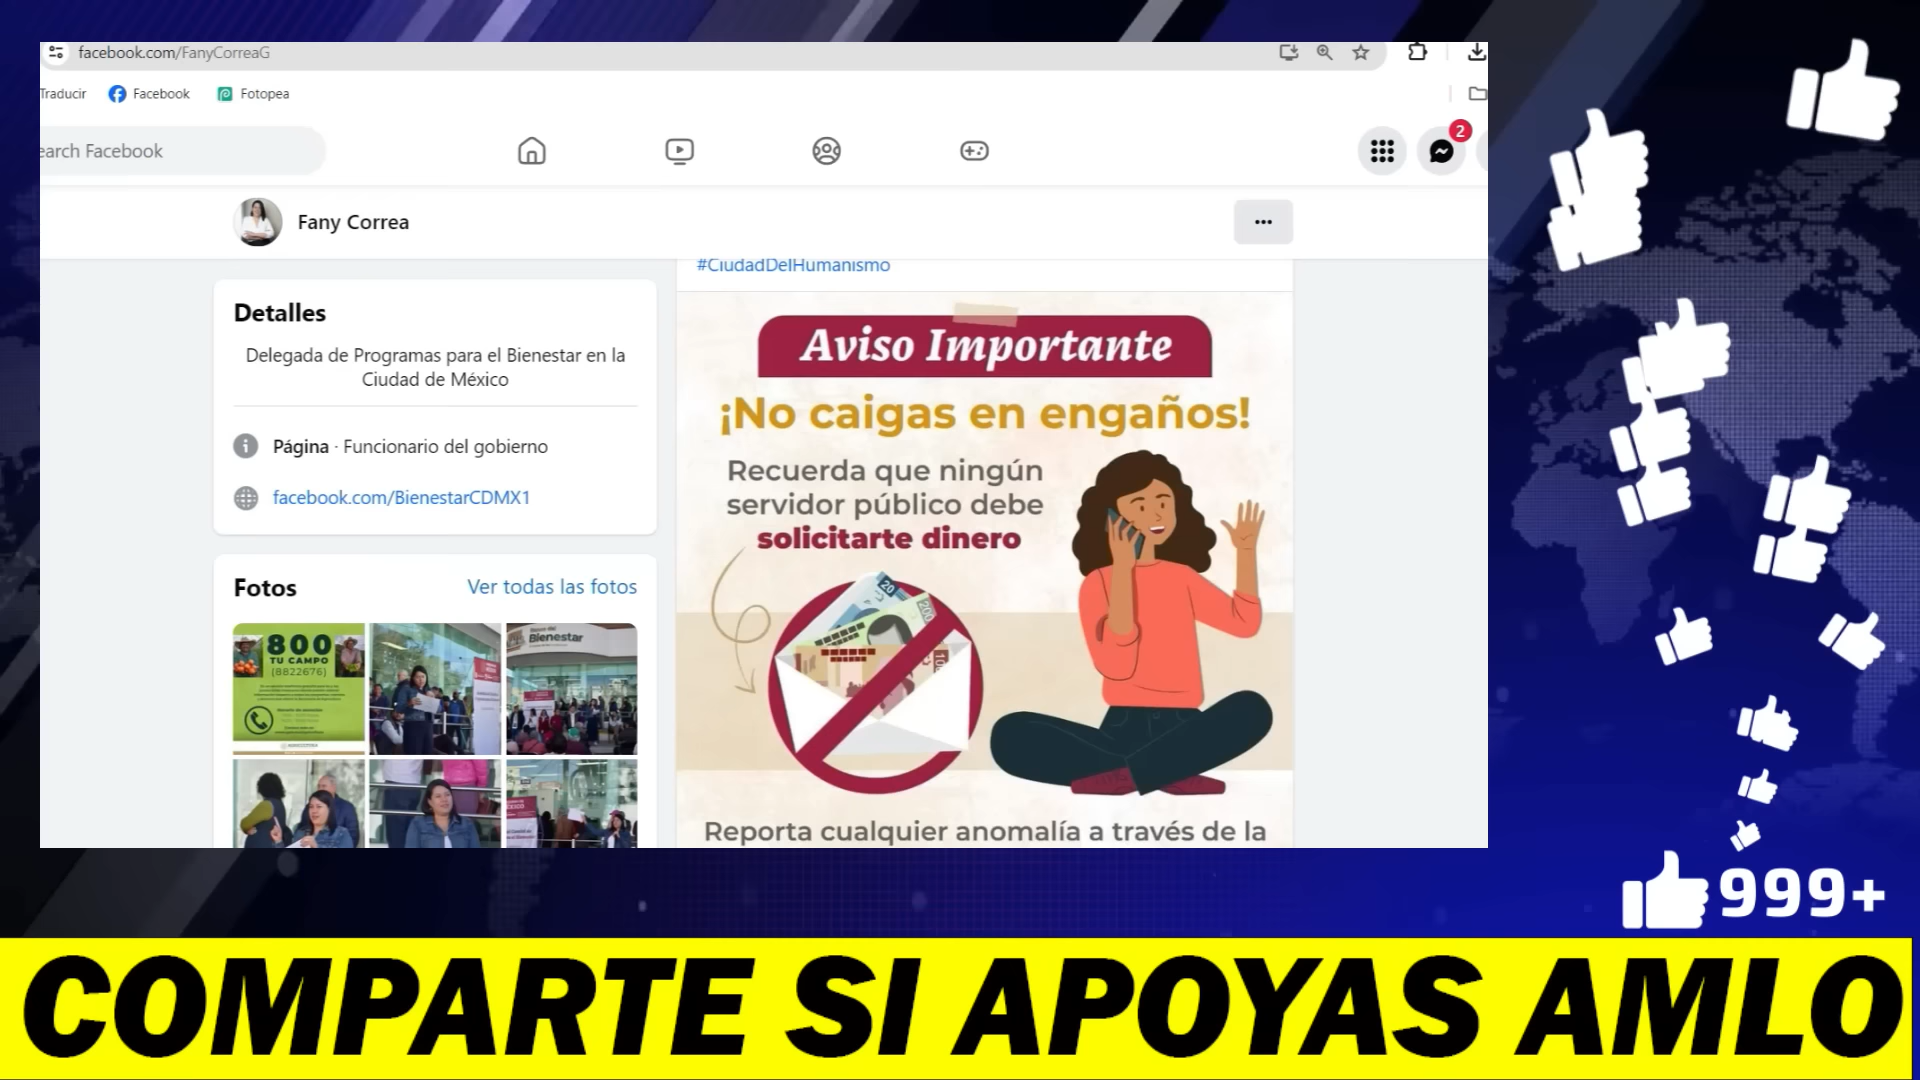 facebook.com/FanyCorreaG
Traducir
Facebook
Fotopea
earch Facebook
2
Fany Correa
...
#CiudadDelHumanismo
Detalles
Delegada de Programas para el Bienestar en la
Ciudad de México
Página · Funcionario del gobierno
facebook.com/BienestarCDMX1
Fotos
Ver todas las fotos
800
TU CAMPO
(8822676)
Bienestar
Aviso Importante
¡No caigas en engaños!
Recuerda que ningún
servidor público debe
solicitarte dinero
20
200
Reporta cualquier anomalía a través de la
999+
COMPARTE SI APOYAS AMLO